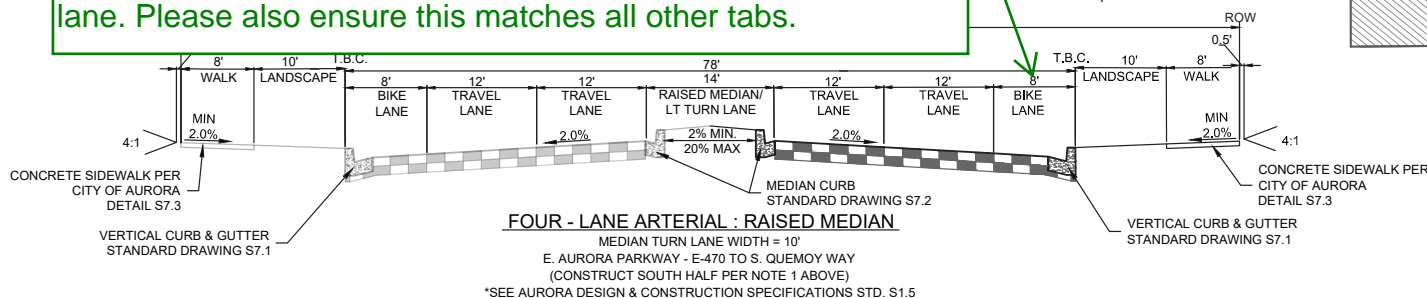 lane. Please also ensure this matches all other tabs.
ROW
0.5'
8'
10'
T.B.C.
78'
T.B.C.
10'
8'
WALK
LANDSCAPE
8'
12'
12'
14'
12'
12'
8'
LANDSCAPE
WALK
BIKE
LANE
TRAVEL
LANE
TRAVEL
LANE
RAISED MEDIAN/
LT TURN LANE
TRAVEL
LANE
TRAVEL
LANE
BIKE
LANE
MIN
2.0%
2.0%
2% MIN.
20% MAX
2.0%
MIN
2.0%
4:1
4:1
CONCRETE SIDEWALK PER
CITY OF AURORA
DETAIL S7.3
VERTICAL CURB & GUTTER
STANDARD DRAWING S7.1
MEDIAN CURB
STANDARD DRAWING S7.2
CONCRETE SIDEWALK PER
CITY OF AURORA
DETAIL S7.3
VERTICAL CURB & GUTTER
STANDARD DRAWING S7.1
FOUR - LANE ARTERIAL : RAISED MEDIAN
MEDIAN TURN LANE WIDTH = 10'
E. AURORA PARKWAY - E-470 TO S. QUEMOY WAY
(CONSTRUCT SOUTH HALF PER NOTE 1 ABOVE)
*SEE AURORA DESIGN & CONSTRUCTION SPECIFICATIONS STD. S1.5